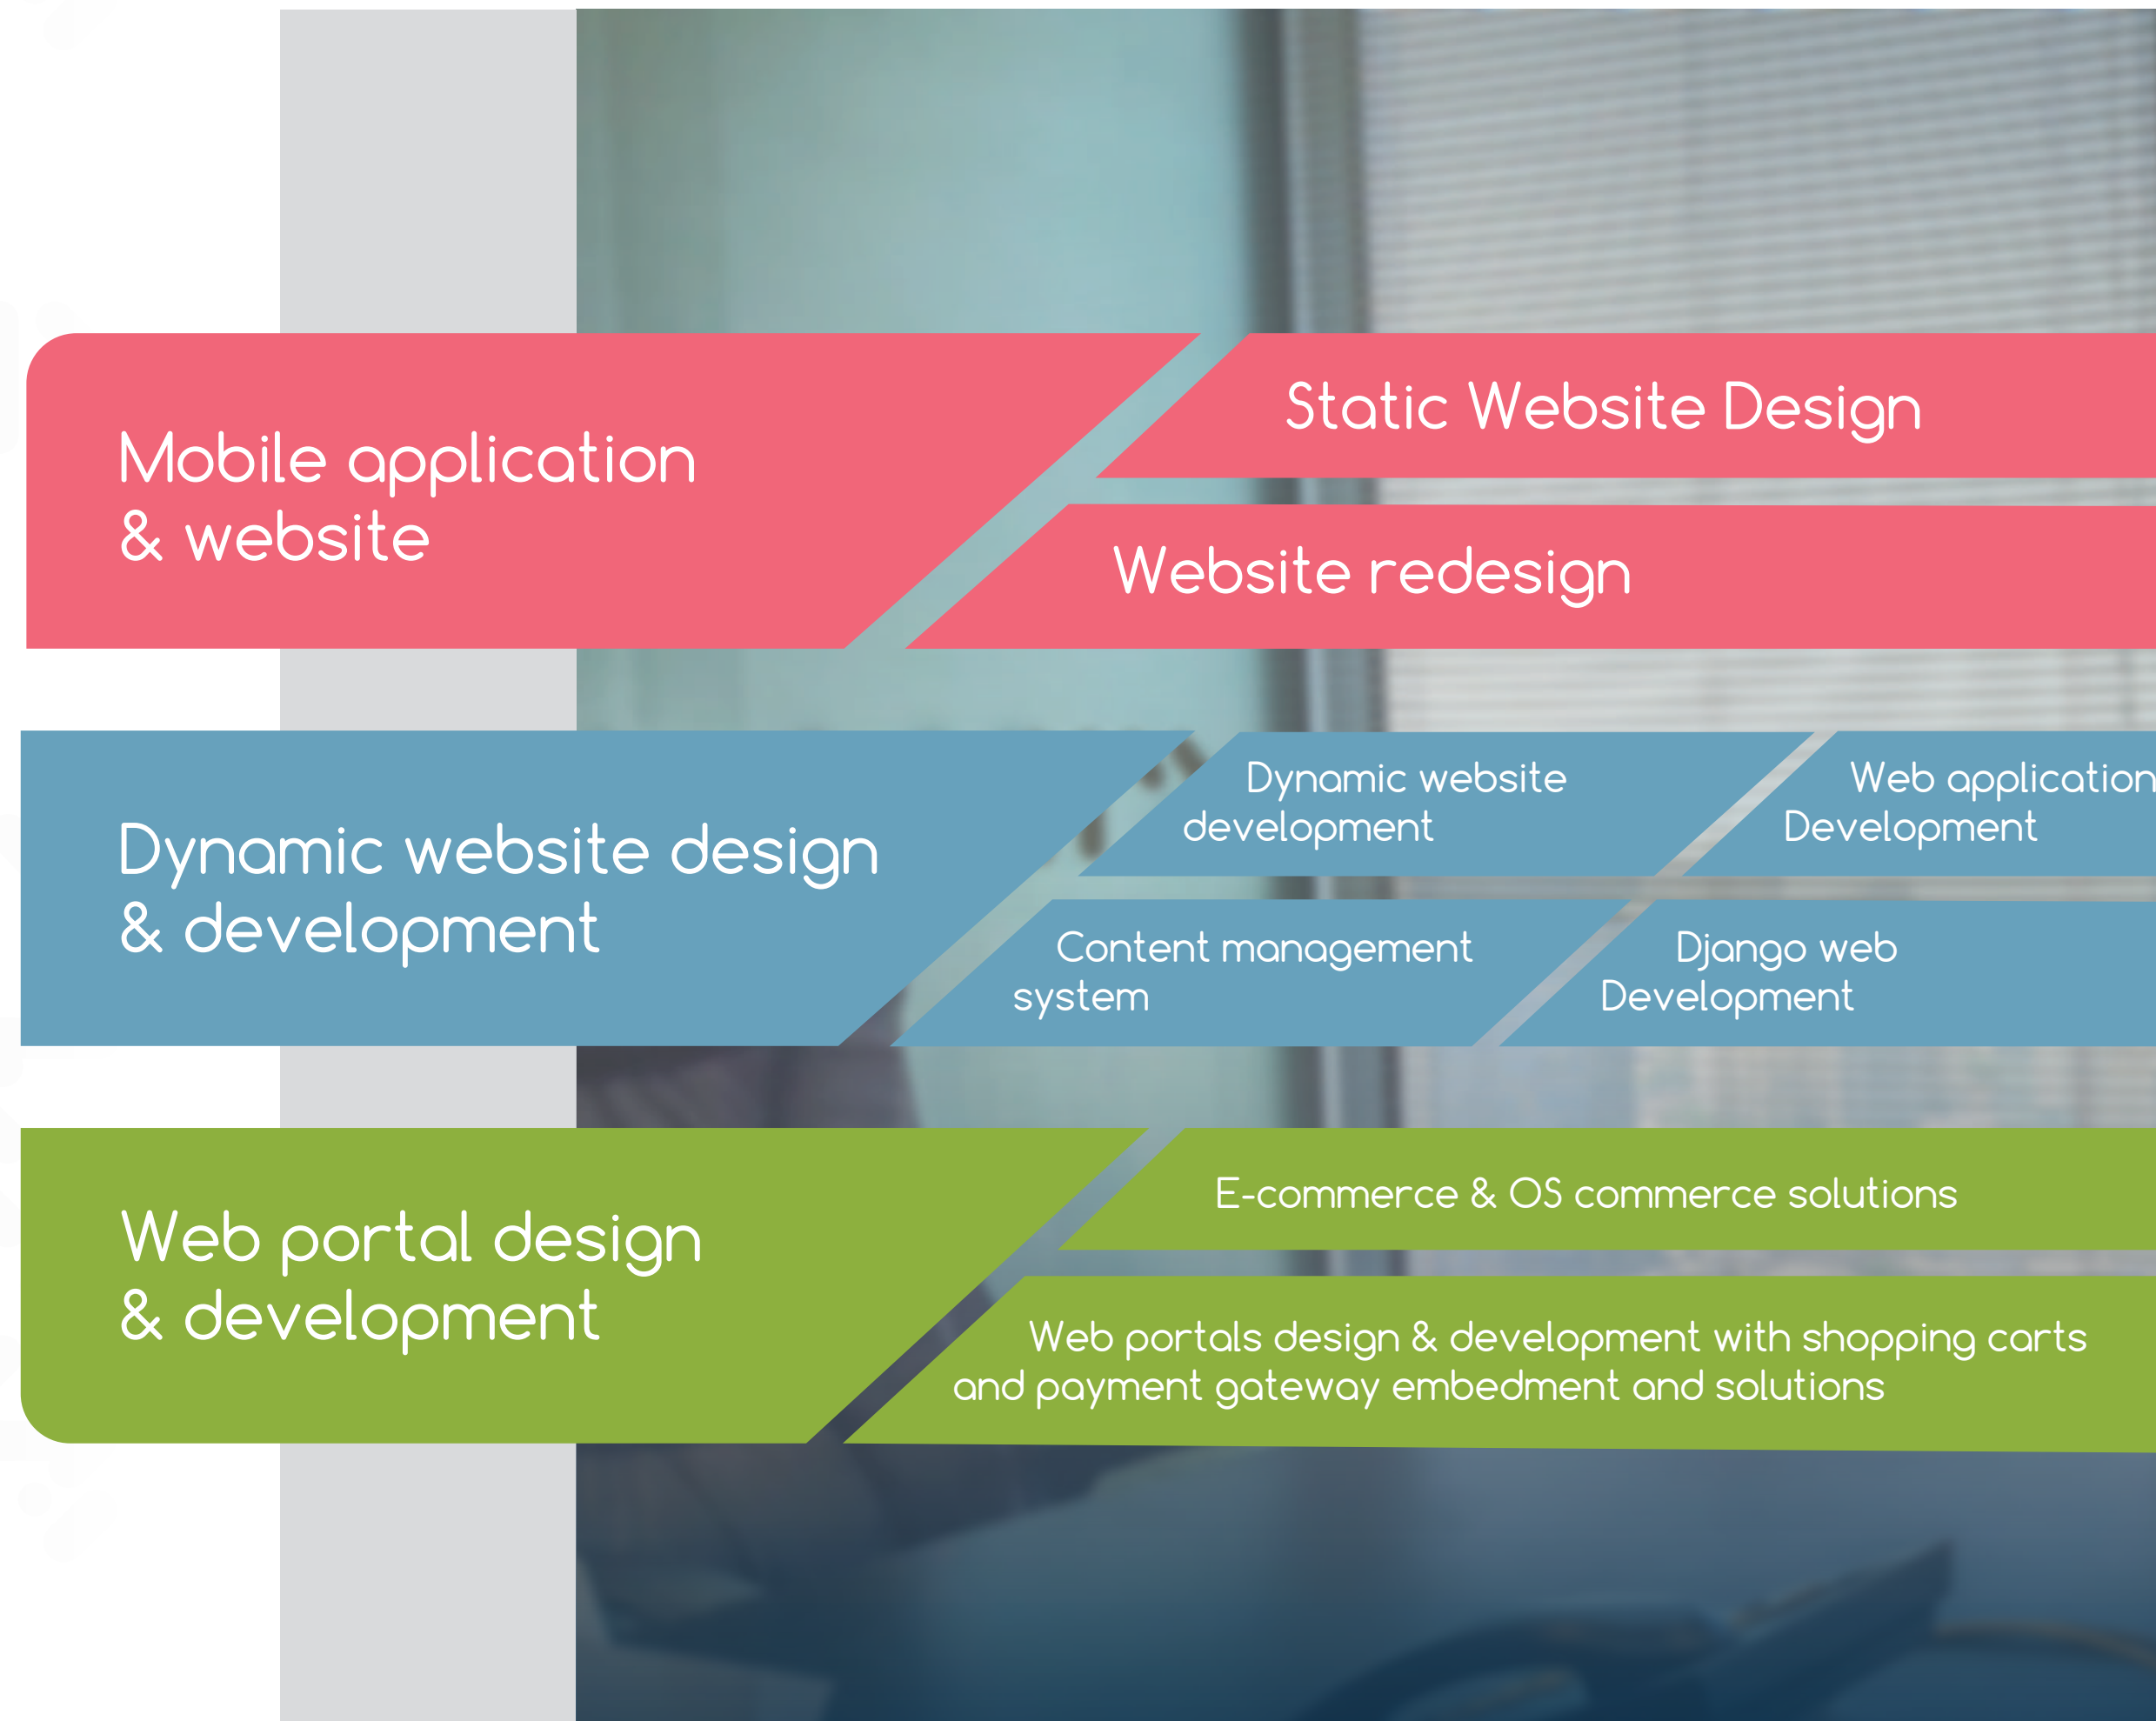 Mobile application
& website
Static Website Design
Website redesign
Dynamic website design
& development
Dynamic website
development
Web application
Development
Content management
system
Django web
Development
Web portal design
& development
E-commerce & OS commerce solutions
Web portals design & development with shopping carts
and payment gateway embedment and solutions